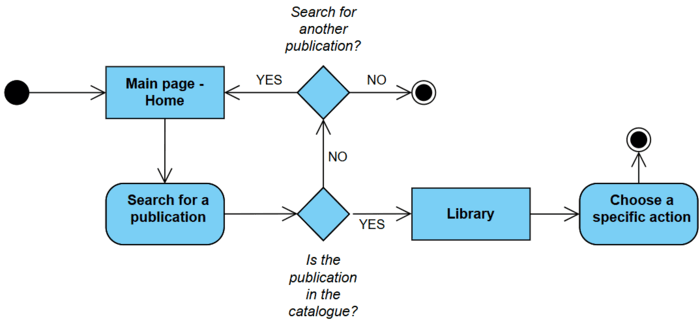 Search for
another
publication?
YES
NO
Main page -
Home
NO
Search for a
publication
YES
Library
Choose a
specific action
Is the
publication
in the
catalogue?